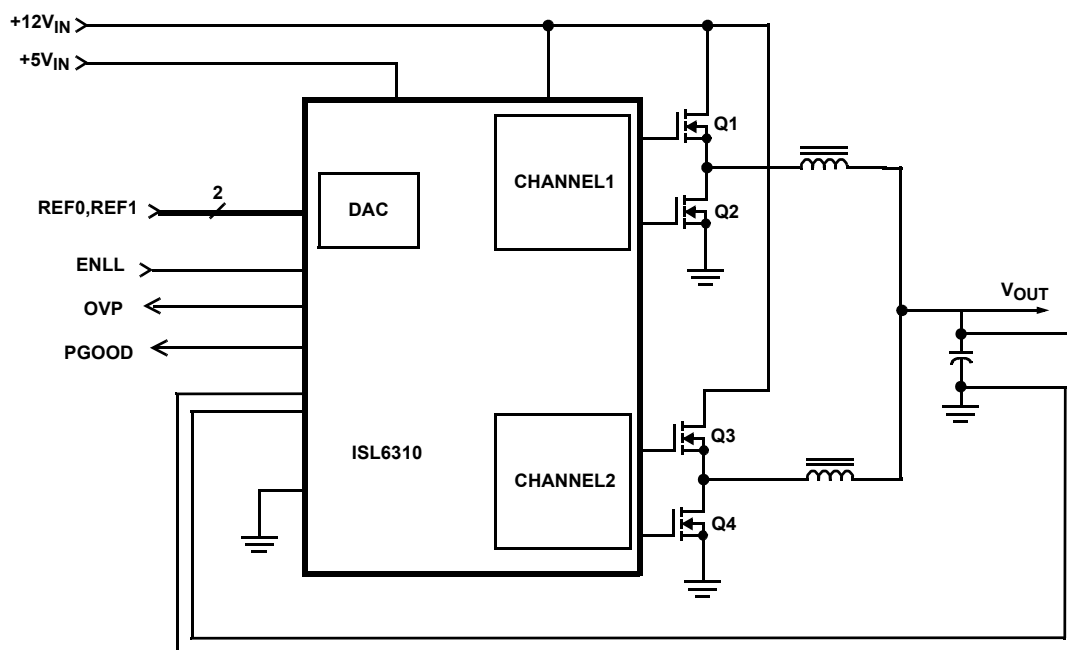 +12VIN
+5VIN
Q1
CHANNEL1
2
DAC
REF0,REF1
Q2
ENLL
VOUT
OVP
PGOOD
Q3
ISL6310
CHANNEL2
Q4